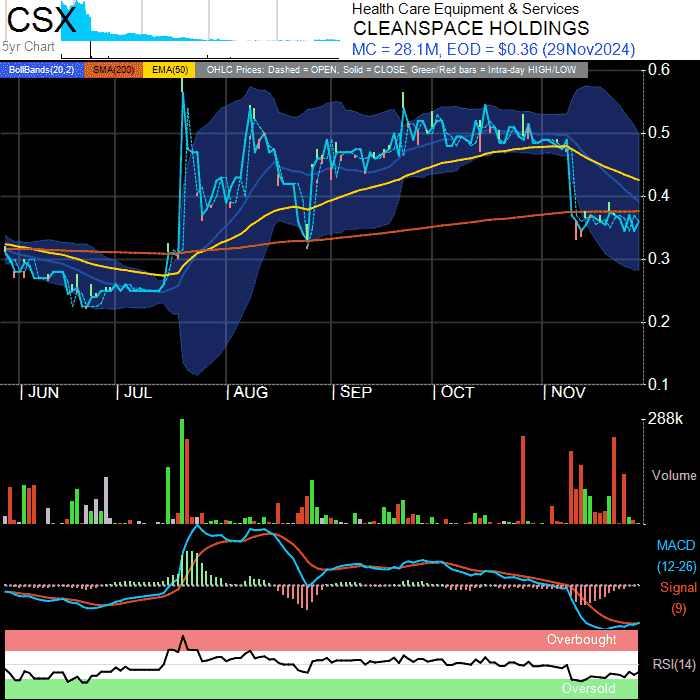 CSX
5yr Chart
Health Care Equipment & Services
CLEANSPACE HOLDINGS
MC = 28.1M, EOD = $0.36 (29Nov2024)
BollBands(20,2) SMA(200) EMA(50) OHLC Prices: Dashed = OPEN, Solid = CLOSE, Green/Red bars = Intra-day HIGH/LOW
0.6
0.5
0.4
0.3
0.2
0.1
JUN JUL AUG SEP OCT NOV
288k
Volume
MACD
(12-26)
Signal
(9)
Overbought
RSI(14)
Oversold